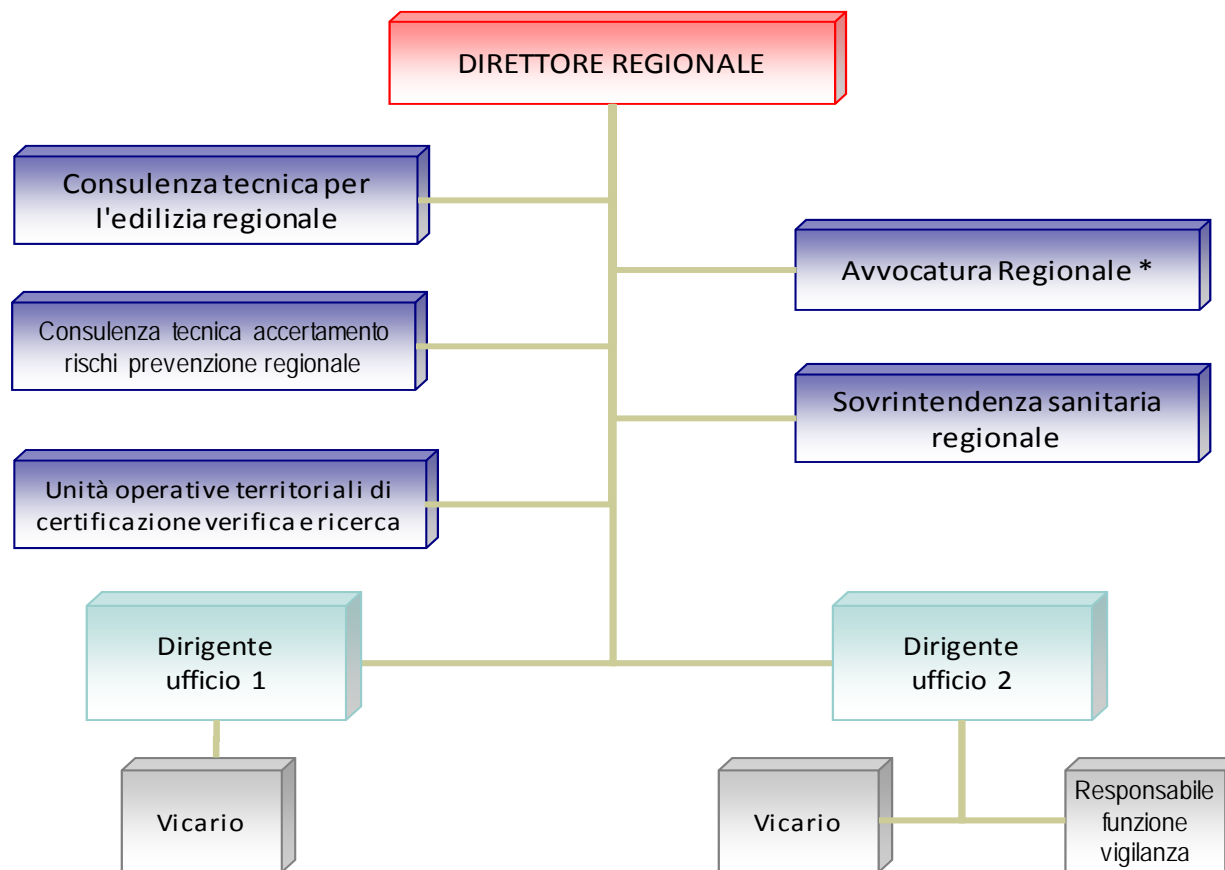 DIRETTORE REGIONALE
Consulenza tecnica per
l'edilizia regionale
Avvocatura Regionale *
Consulenza tecnica accertamento
rischi prevenzione regionale
Sovrintendenza sanitaria
regionale
Unità operative territoriali di
certificazione verifica e ricerca
Dirigente
ufficio 1
Dirigente
ufficio 2
Vicario
Vicario
Responsabile
funzione
vigilanza